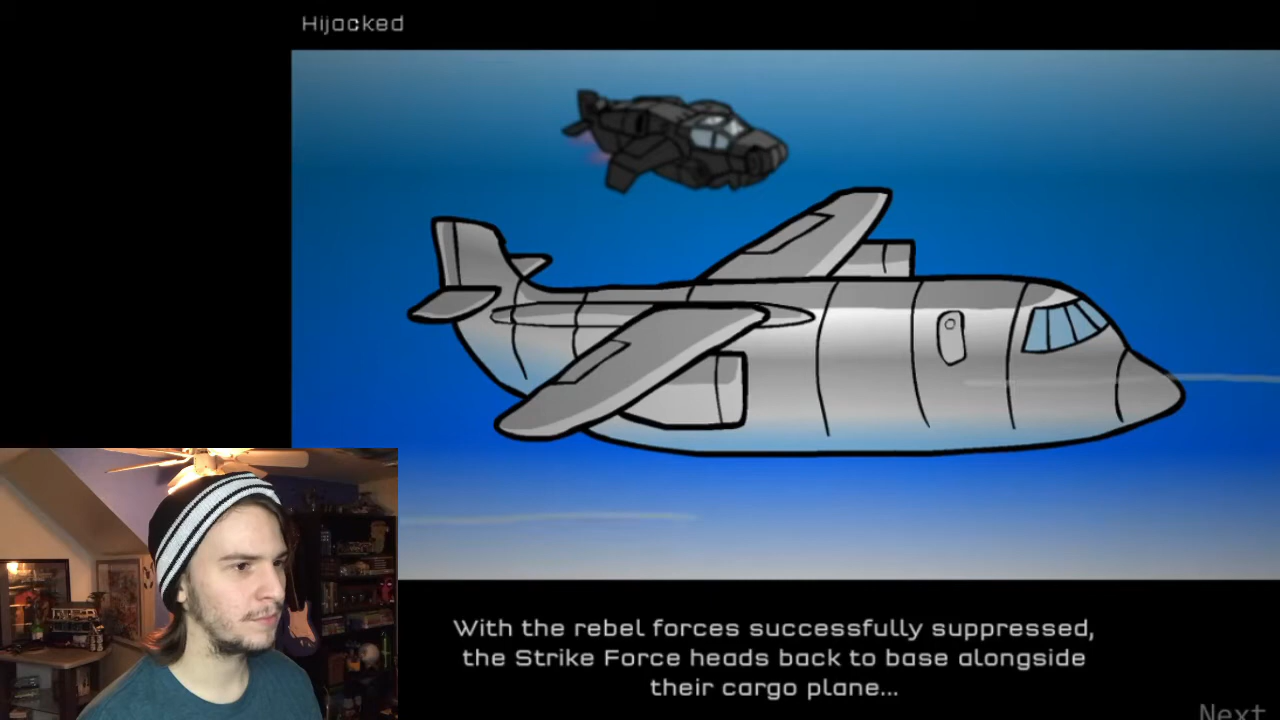 Hijacked
With the rebel forces successfully suppressed,
the Strike Force heads back to base alongside
their cargo plane...
Next